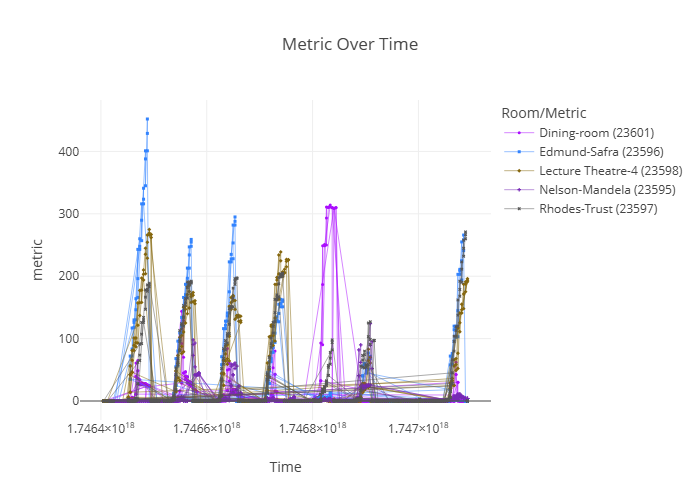 Metric Over Time
Room/Metric
Dining-room (23601)
Edmund-Safra (23596)
Lecture Theatre-4 (23598)
Nelson-Mandela (23595)
Rhodes-Trust (23597)
metric
400
300
200
100
0
1.7464×10¹⁸ 1.7466×10¹⁸ 1.7468×10¹⁸ 1.747×10¹⁸
Time